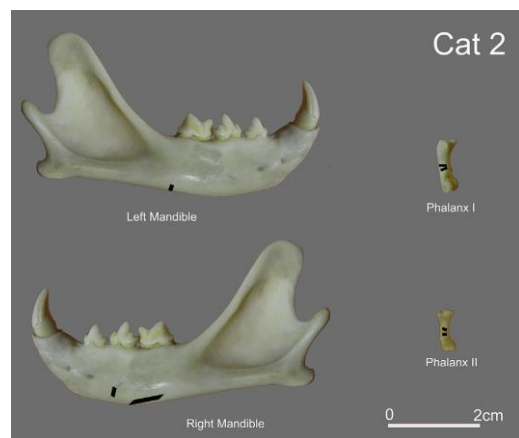 Cat 2
Phalanx I
Left Mandible
Phalanx II
0 2cm
Right Mandible